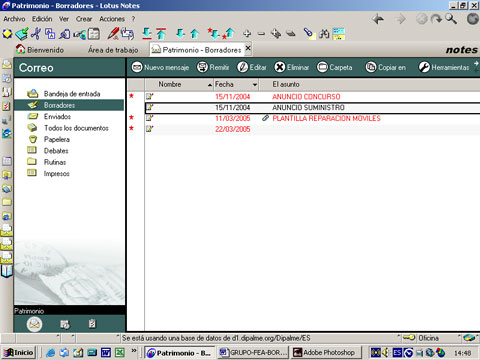 Patrimonio - Borradores - Lotus Notes
Archivo Edición Ver Crear Acciones ?
Bienvenido Área de trabajo Patrimonio - Borradores notes
Correo
Nuevo mensaje Remitir Editar Eliminar Carpeta Copiar en Herramientas
Nombre Fecha El asunto
Bandeja de entrada
Borradores
Enviados
Todos los documentos
Papelera
Debates
Rutinas
Impresos
15/11/2004 ANUNCIO CONCURSO
15/11/2004 ANUNCIO SUMINISTRO
11/03/2005 PLANTILLA REPARACION MOVILES
22/03/2005
Patrimonio
Se está usando una base de datos de d1.dipalme.org/Dipalme/ES
Oficina
Inicio
Patrimonio - B...
GRUPO-FEA-BOR...
Adobe Photoshop
ES
14:48